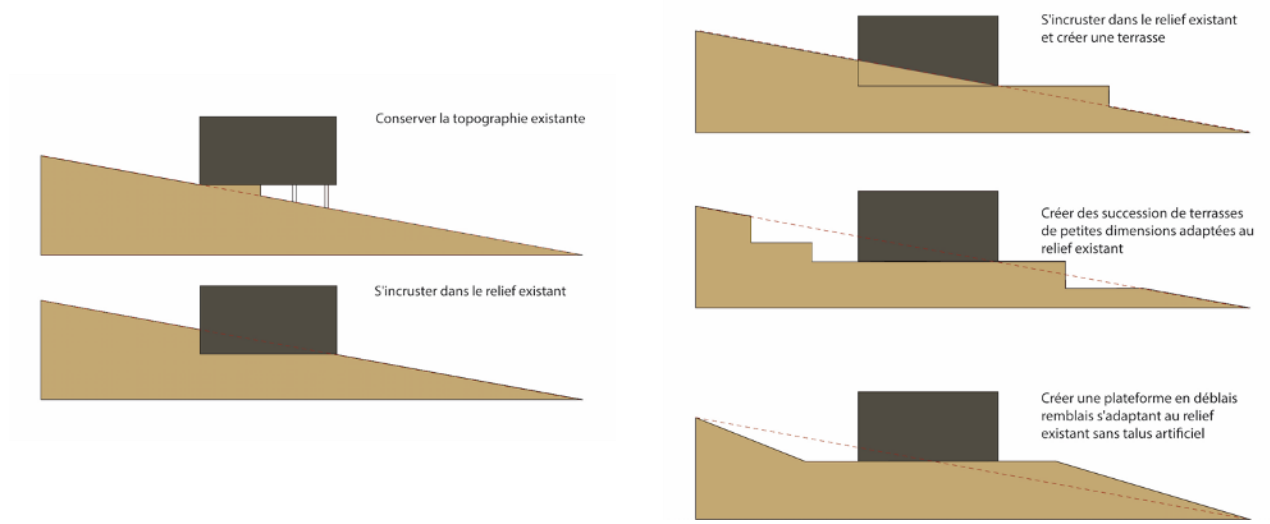 Conserver la topographie existante
S'incruster dans le relief existant
S'incruster dans le relief existant
et créer une terrasse
Créer des succession de terrasses
de petites dimensions adaptées au
relief existant
Créer une plateforme en déblais
remblais s'adaptant au relief
existant sans talus artificiel